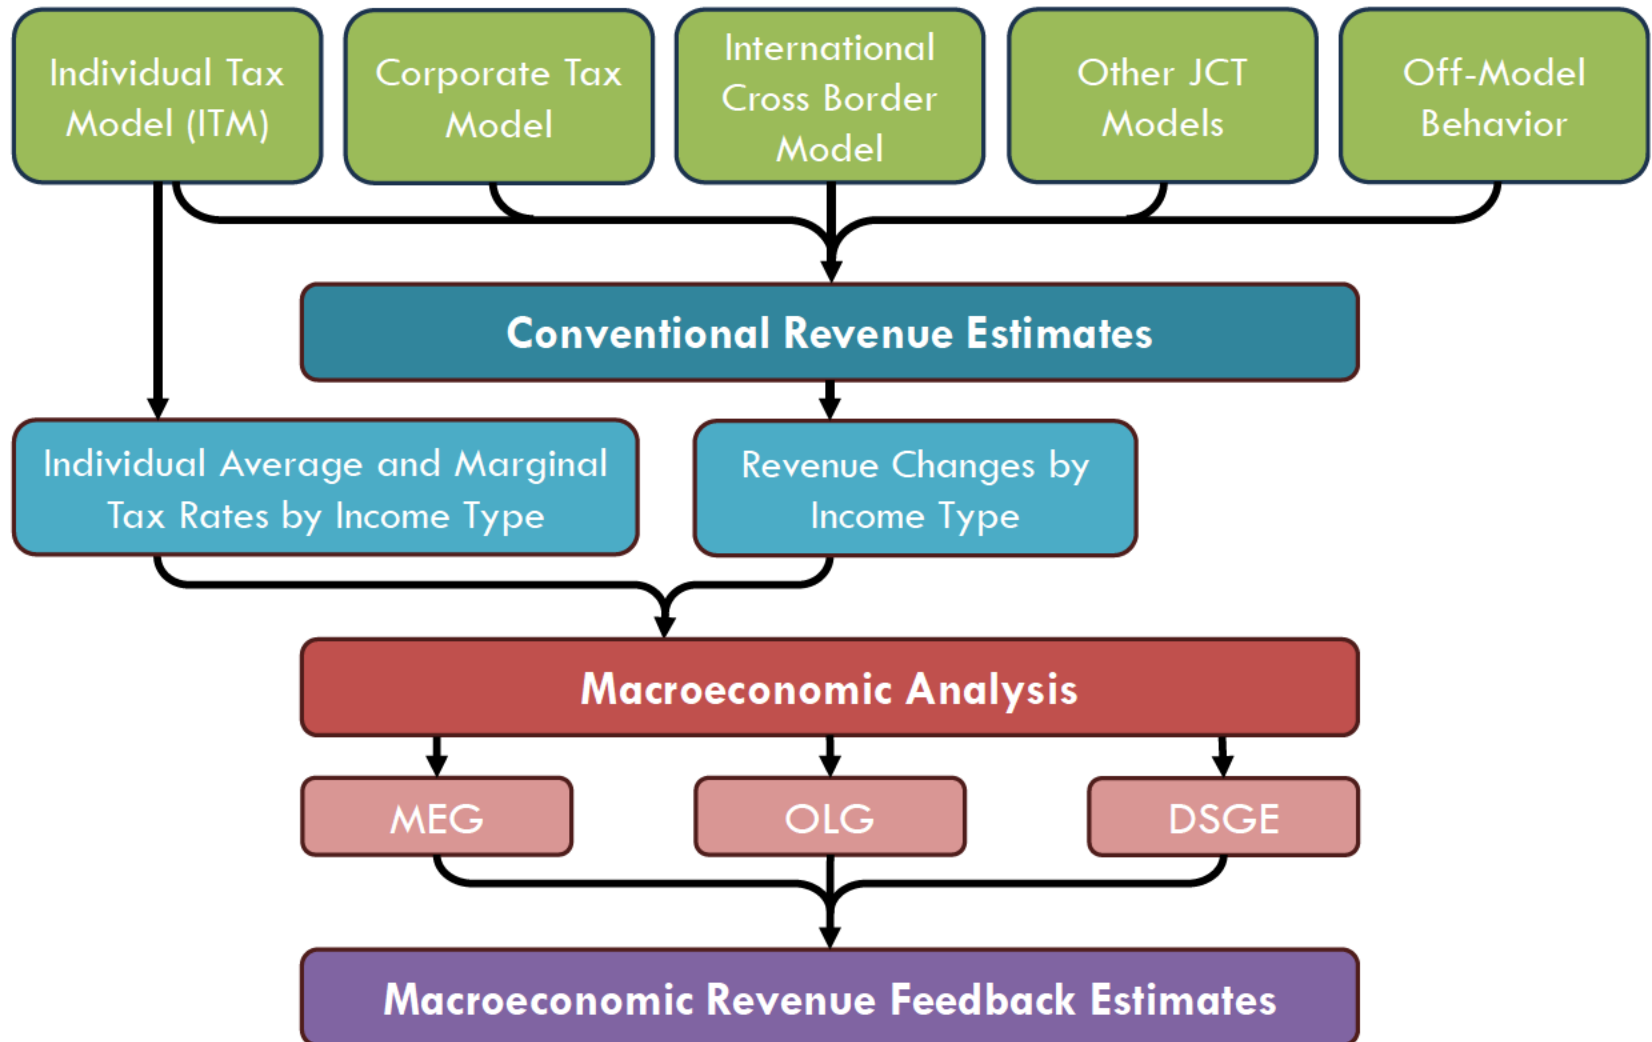 Individual Tax
Model (ITM)
Corporate Tax
Model
International
Cross Border
Model
Other JCT
Models
Off-Model
Behavior
Conventional Revenue Estimates
Individual Average and Marginal
Tax Rates by Income Type
Revenue Changes by
Income Type
Macroeconomic Analysis
MEG
OLG
DSGE
Macroeconomic Revenue Feedback Estimates